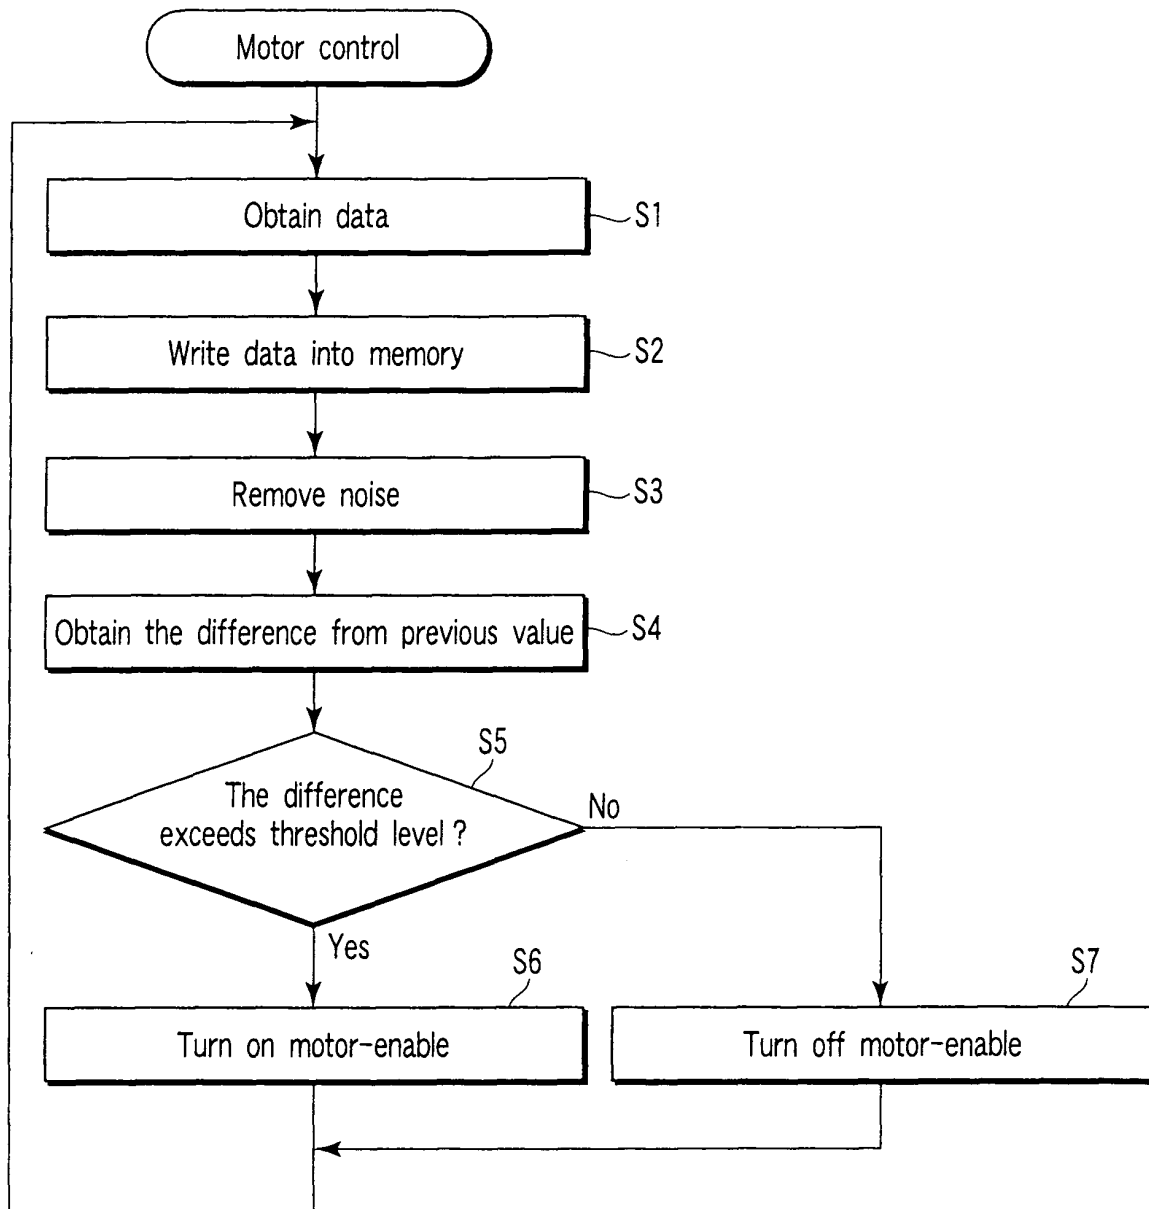 Motor control
Obtain data
S1
Write data into memory
S2
Remove noise
S3
Obtain the difference from previous value
S4
S5
The difference
exceeds threshold level ?
No
Yes
S6
S7
Turn on motor-enable
Turn off motor-enable